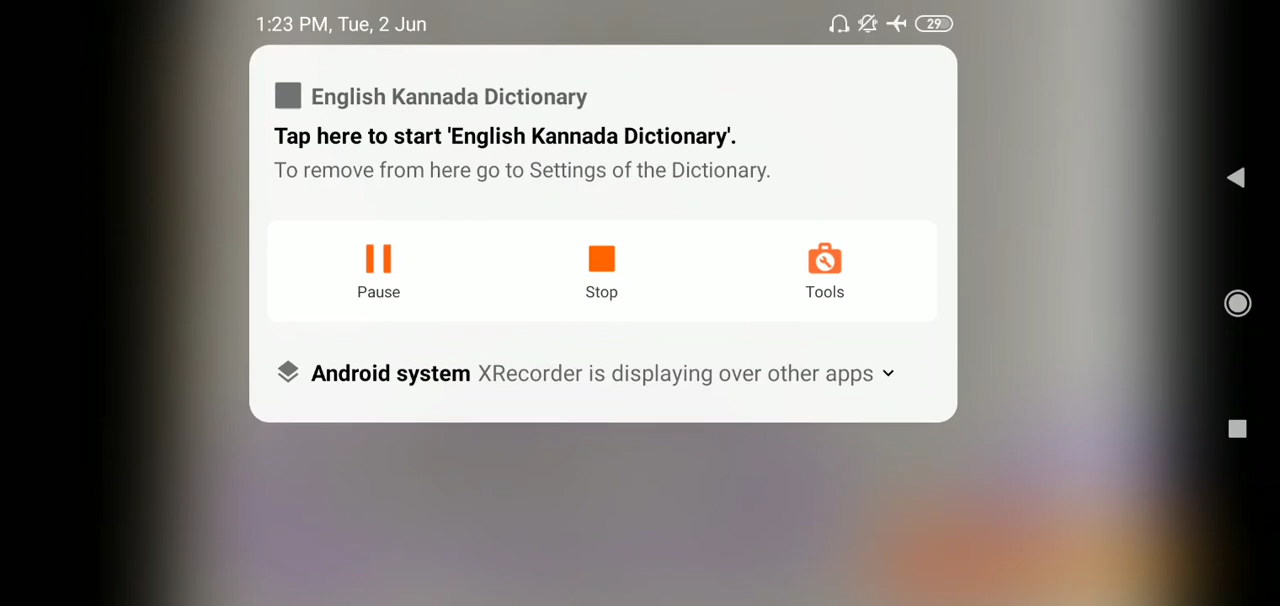 1:23 PM, Tue, 2 Jun 29
English Kannada Dictionary
Tap here to start 'English Kannada Dictionary'.
To remove from here go to Settings of the Dictionary.
Pause Stop Tools
Android system XRecorder is displaying over other apps